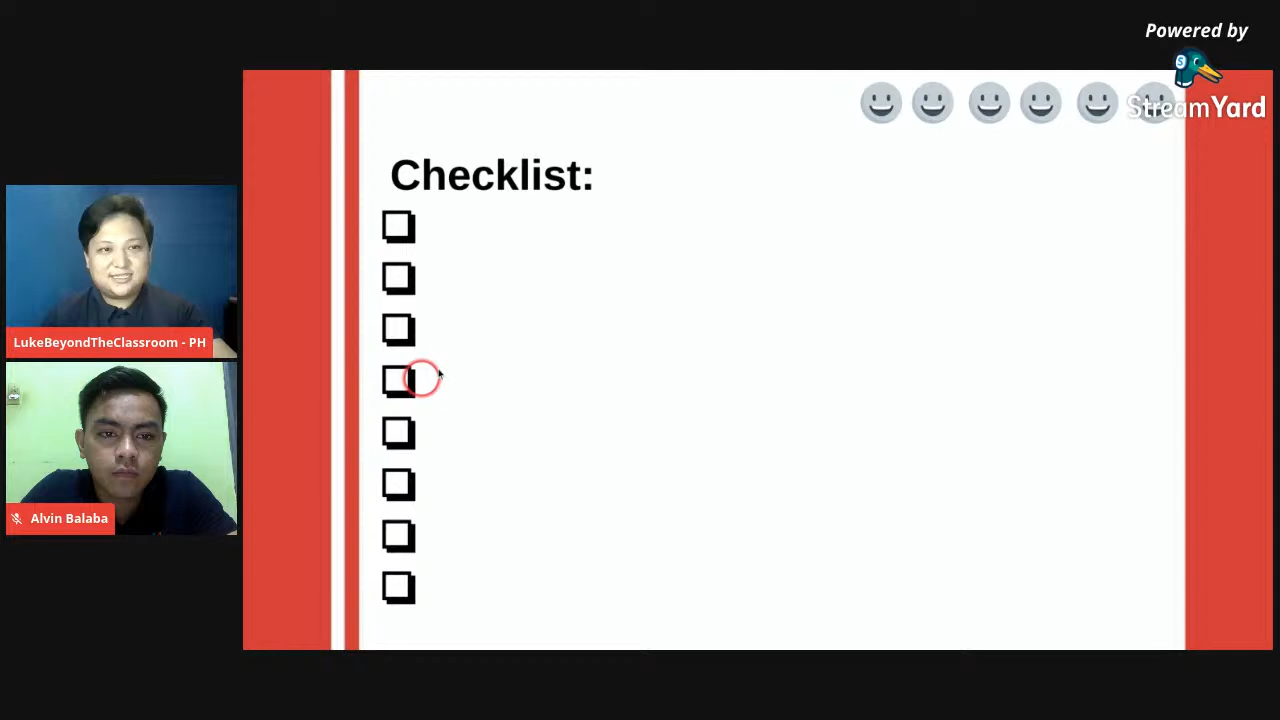 Powered by
StreamYard
Checklist:
LukeBeyondTheClassroom - PH
Alvin Balaba